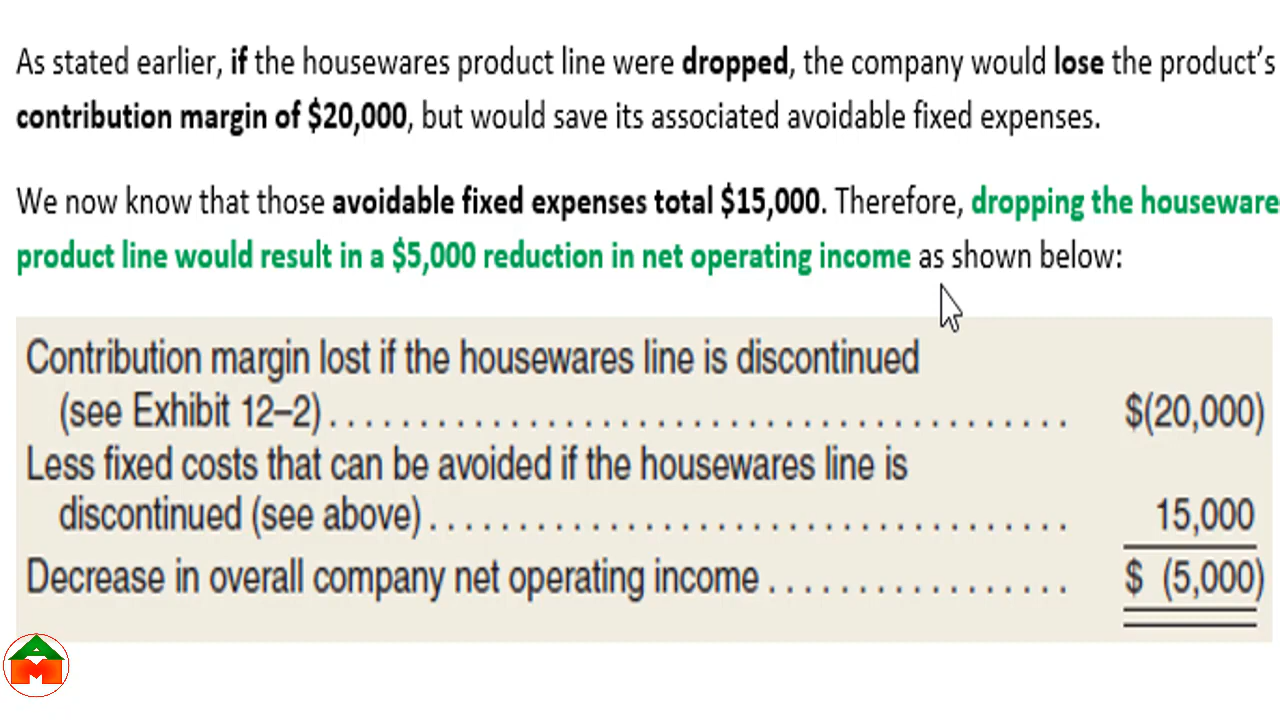 As stated earlier, if the housewares product line were dropped, the company would lose the product’s
contribution margin of $20,000, but would save its associated avoidable fixed expenses.
We now know that those avoidable fixed expenses total $15,000. Therefore, dropping the houseware
product line would result in a $5,000 reduction in net operating income as shown below:
Contribution margin lost if the housewares line is discontinued
(see Exhibit 12–2) . . . . . . . . . . . . . . . . . . . . . . . . . . . . . . . . . . . . . . . . . $(20,000)
Less fixed costs that can be avoided if the housewares line is
discontinued (see above) . . . . . . . . . . . . . . . . . . . . . . . . . . . . . . . . . . . 15,000
Decrease in overall company net operating income . . . . . . . . . . . . . . . . . $ (5,000)